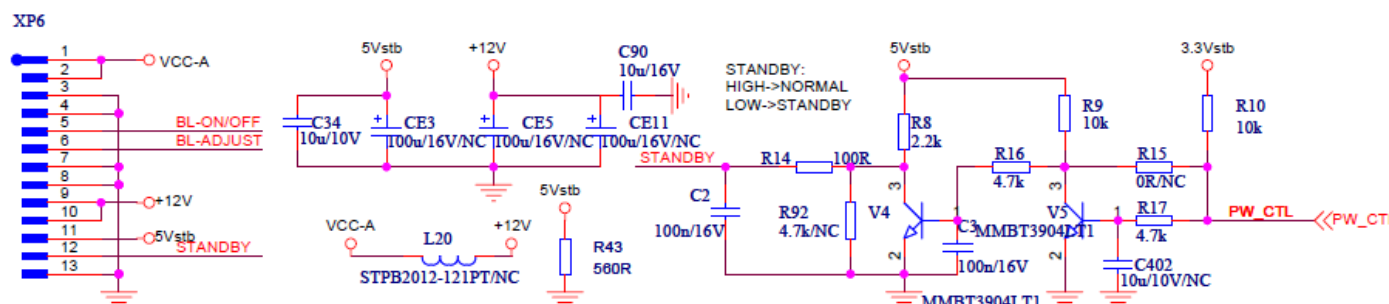 XP6
1
2
3
4
5
6
7
8
9
10
11
12
13
VCC-A
BL-ON/OFF
BL-ADJUST
+12V
5Vstb
STANDBY
5Vstb
+12V
C90
10u/16V
C34
10u/10V
CE3
100u/16V/NC
CE5
100u/16V/NC
CE11
100u/16V/NC
VCC-A
L20
+12V
STPB2012-121PT/NC
5Vstb
R43
560R
STANDBY:
HIGH->NORMAL
LOW->STANDBY
STANDBY
5Vstb
3.3Vstb
R8
2.2k
R9
10k
R10
10k
R14
100R
R16
4.7k
R15
0R/NC
C2
100n/16V
R92
4.7k/NC
3
V4
1
2
C3
100n/16V
MMBT3904LT1
3
V5
1
2
MMBT3904LT1
R17
4.7k
C402
10u/10V/NC
PW_CTL
PW_CTL